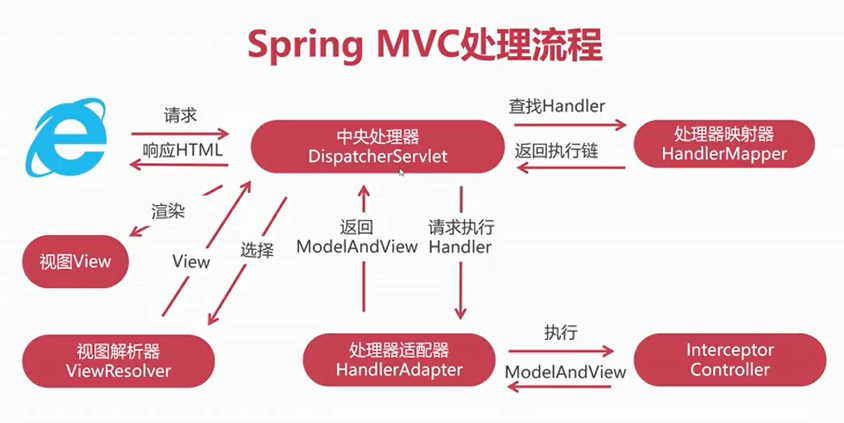 Spring MVC处理流程
请求
响应HTML
中央处理器
DispatcherServlet
查找Handler
返回执行链
处理器映射器
HandlerMapper
渲染
视图View
View
选择
返回
ModelAndView
请求执行
Handler
视图解析器
ViewResolver
处理器适配器
HandlerAdapter
执行
ModelAndView
Interceptor
Controller